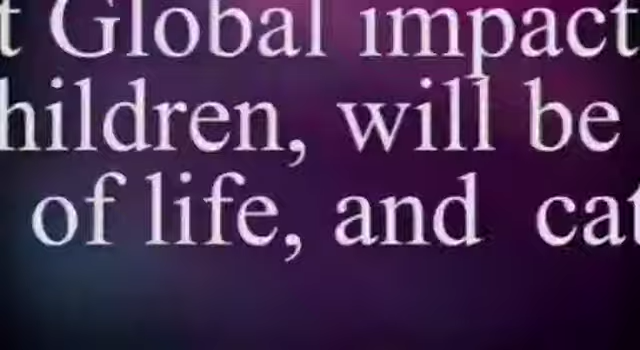 t Global impact
hildren, will be
of life, and cat